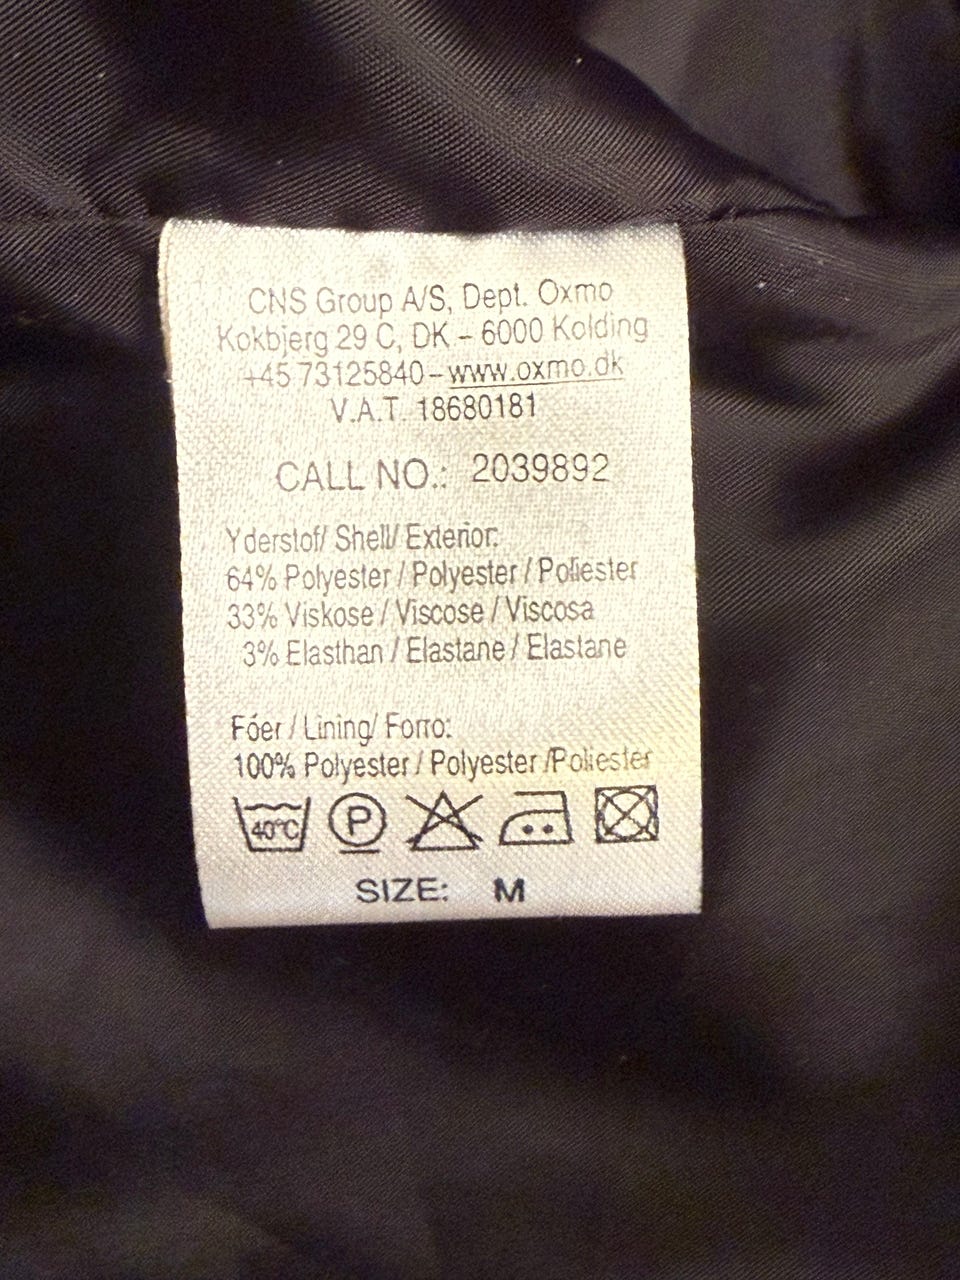 CNS Group A/S, Dept. Oxmo
Kokbjerg 29 C, DK - 6000 Kolding
+45 73125840-www.oxmo.dk
V.A.T. 18680181
CALL NO.: 2039892
Yderstof/ Shell/ Exterior:
64% Polyester / Polyester / Poliester
33% Viskose / Viscose / Viscosa
3% Elasthan / Elastane / Elastane
Fóer / Lining/ Forro:
100% Polyester / Polyester /Poliester
40°C P
SIZE: M